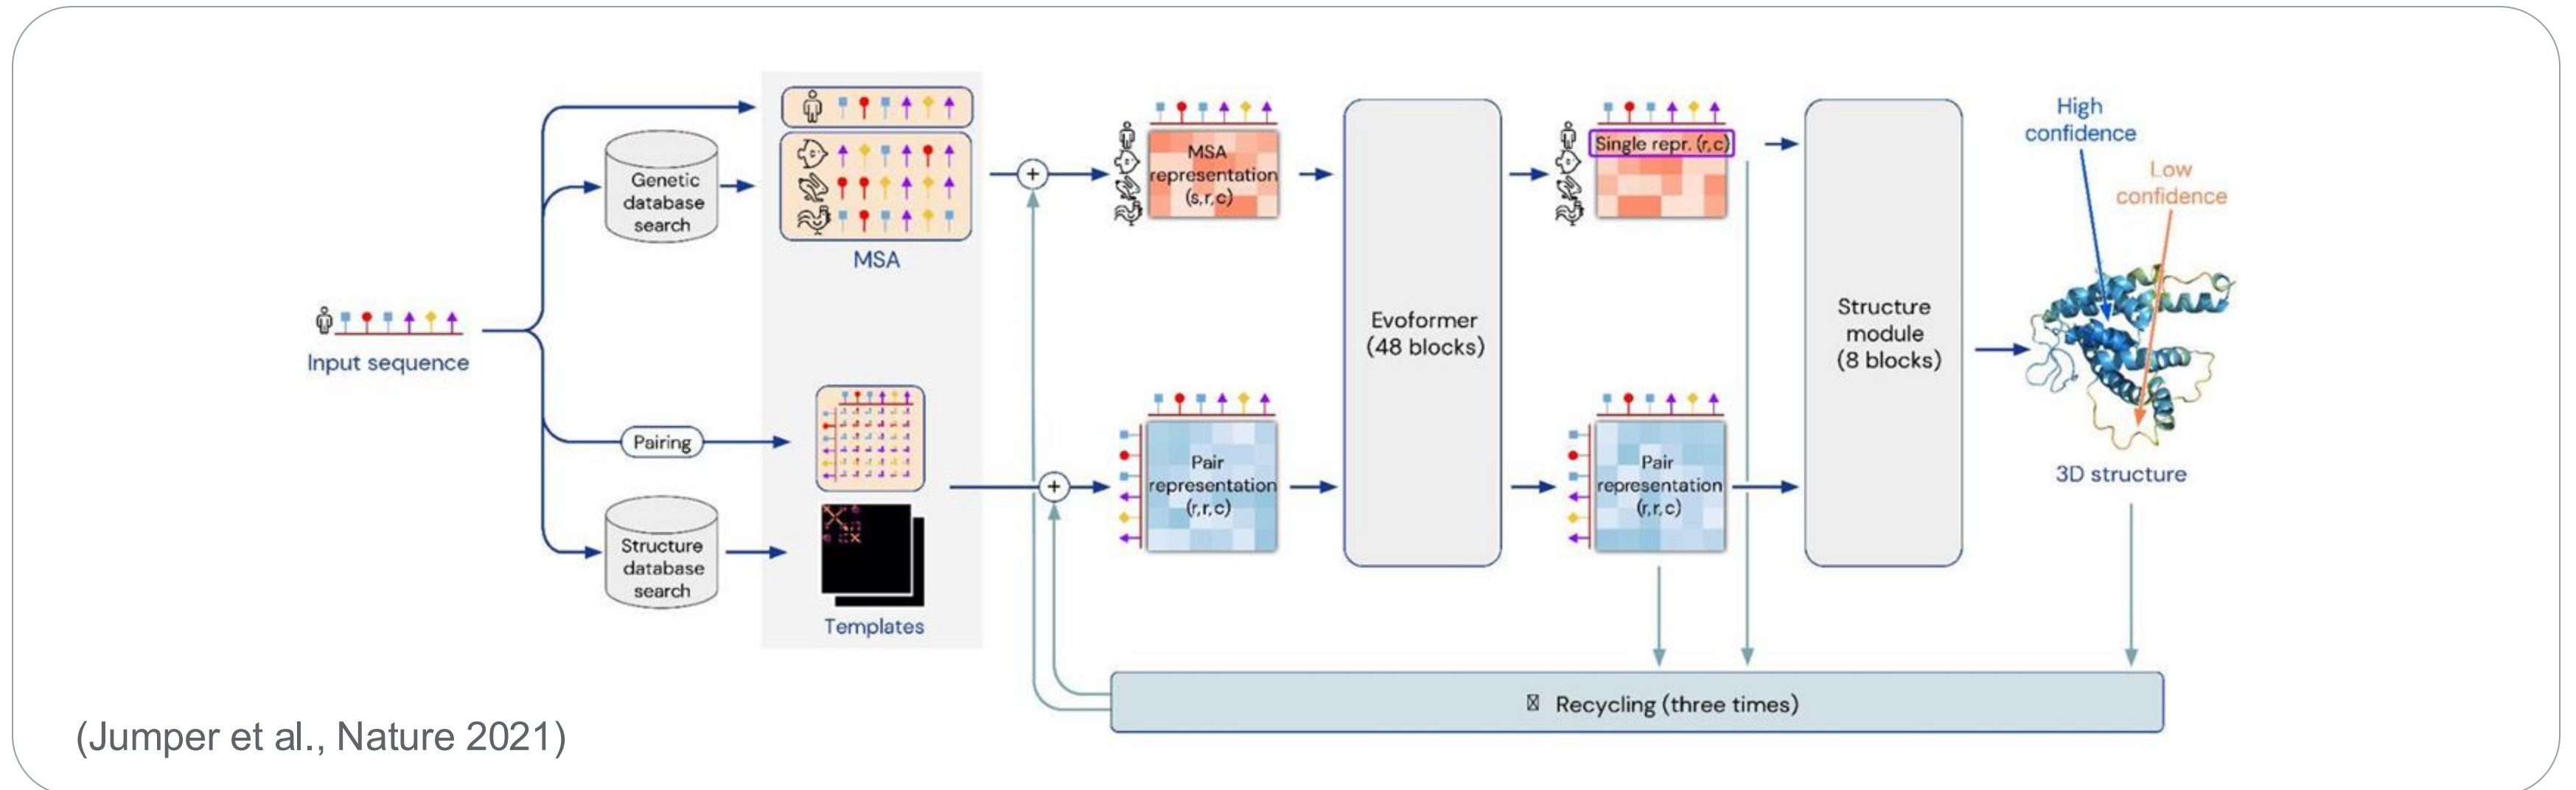 Input sequence
Genetic
database
search
MSA
Pairing
Structure
database
search
Templates
+
+
MSA
representation
(s,r,c)
Pair
representation
(r,r,c)
Evoformer
(48 blocks)
Single repr. (r,c)
Pair
representation
(r,r,c)
Structure
module
(8 blocks)
High
confidence
Low
confidence
3D structure
Recycling (three times)
(Jumper et al., Nature 2021)